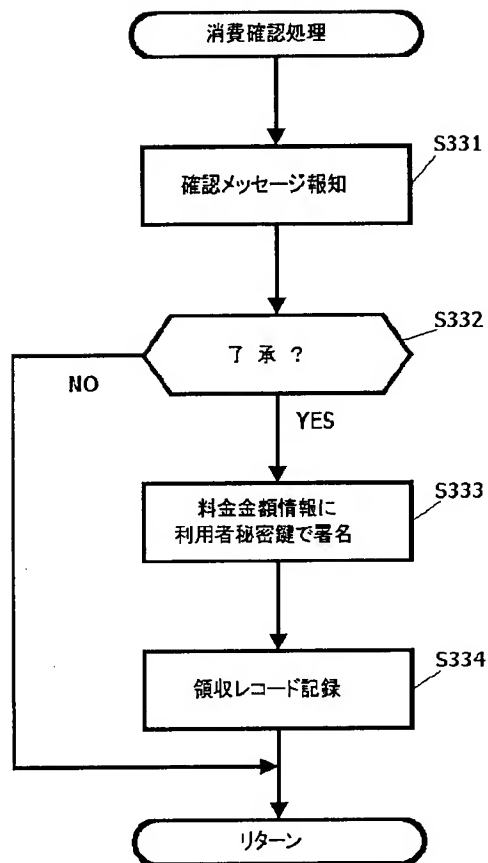 消費確認処理
S331
確認メッセージ報知
S332
了 承 ?
NO
YES
S333
料金金額情報に
利用者秘密鍵で署名
S334
領収レコード記録
リターン